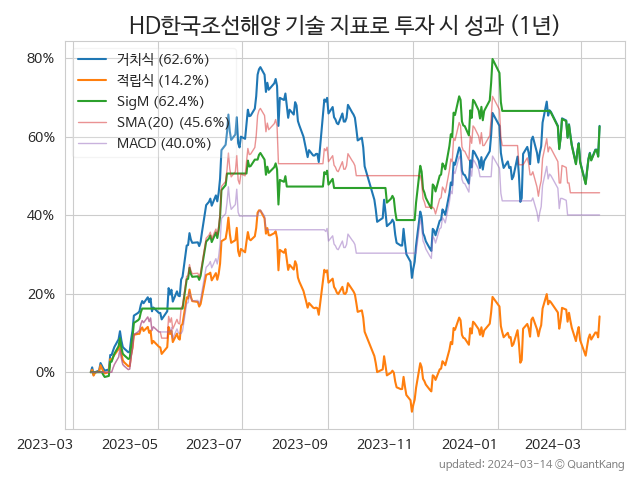 HD한국조선해양 기술 지표로 투자 시 성과 (1년)
80%
60%
40%
20%
0%
거치식 (62.6%)
적립식 (14.2%)
SigM (62.4%)
SMA(20) (45.6%)
MACD (40.0%)
2023-03
2023-05
2023-07
2023-09
2023-11
2024-01
2024-03
updated: 2024-03-14 © QuantKang